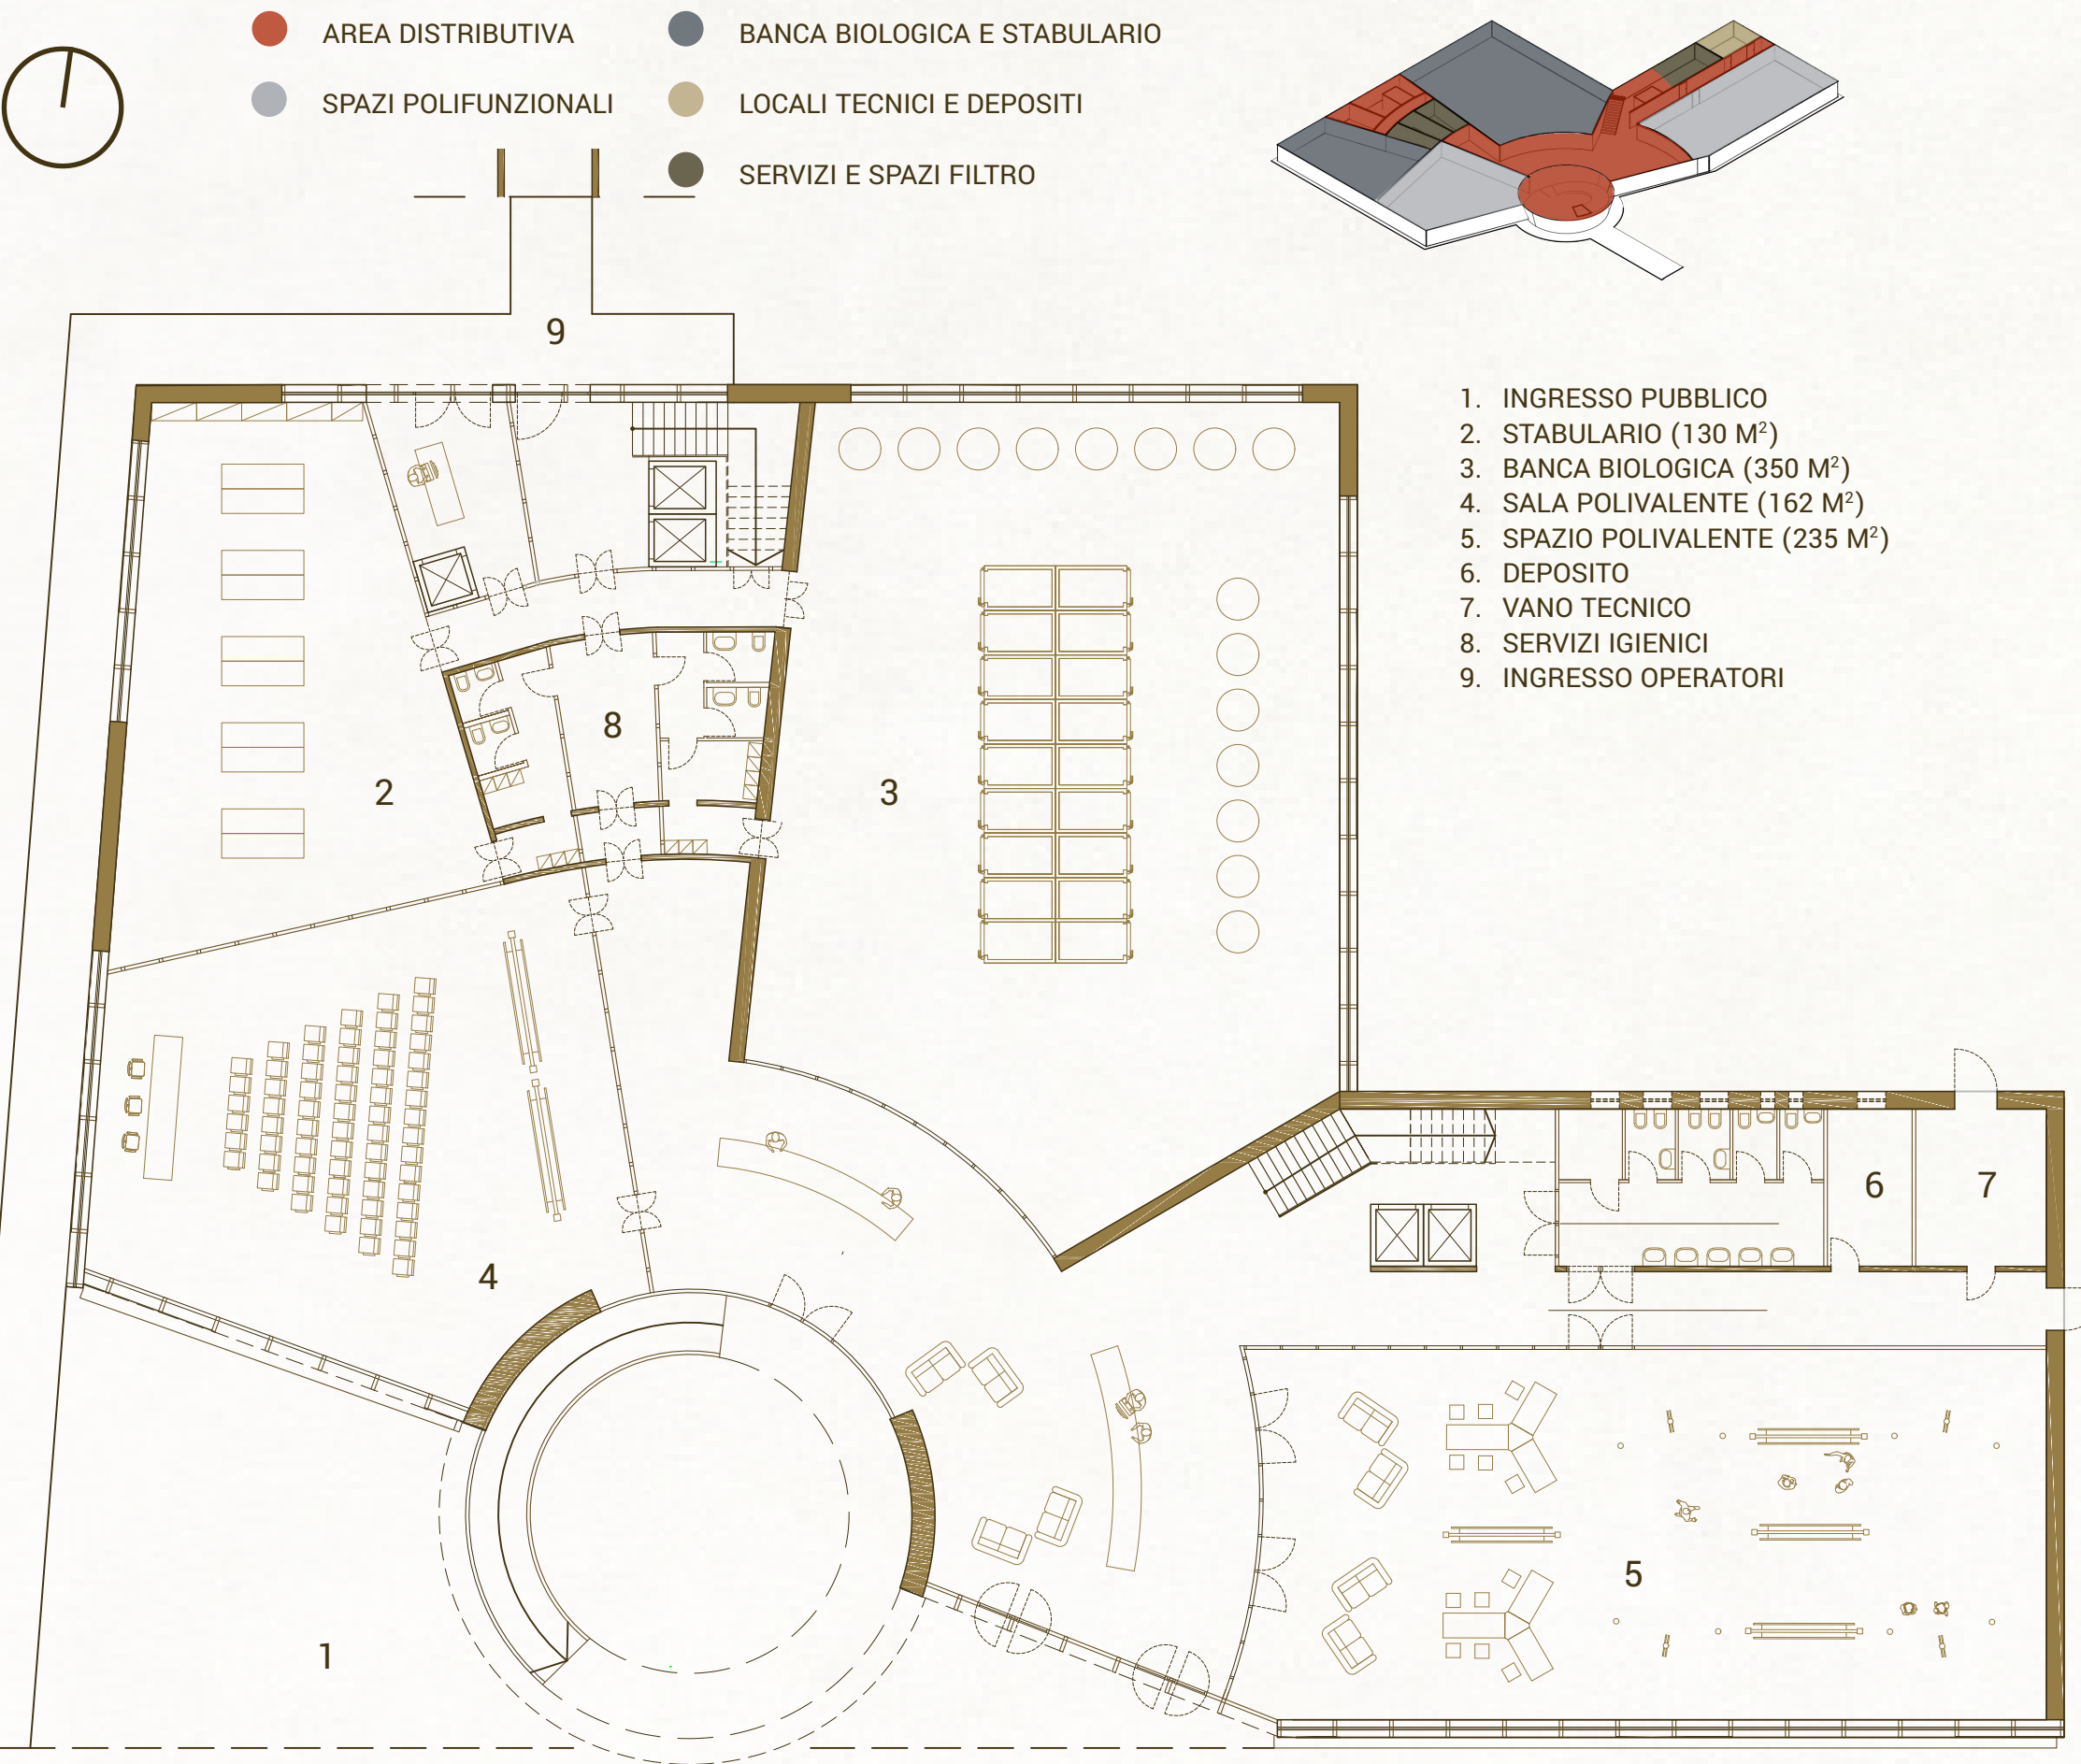 AREA DISTRIBUTIVA
SPAZI POLIFUNZIONALI
BANCA BIOLOGICA E STABULARIO
LOCALI TECNICI E DEPOSITI
SERVIZI E SPAZI FILTRO
1. INGRESSO PUBBLICO
2. STABULARIO (130 M²)
3. BANCA BIOLOGICA (350 M²)
4. SALA POLIVALENTE (162 M²)
5. SPAZIO POLIVALENTE (235 M²)
6. DEPOSITO
7. VANO TECNICO
8. SERVIZI IGIENICI
9. INGRESSO OPERATORI
9
8
2
3
6
7
4
5
1